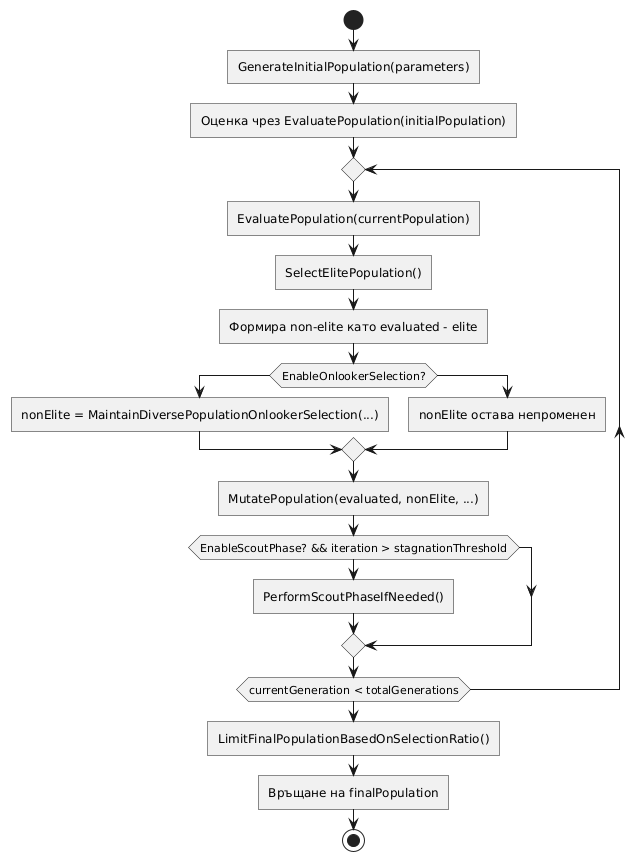 GenerateInitialPopulation(parameters)
Оценка чрез EvaluatePopulation(initialPopulation)
EvaluatePopulation(currentPopulation)
SelectElitePopulation()
Формира non-elite като evaluated - elite
EnableOnlookerSelection?
nonElite = MaintainDiversePopulationOnlookerSelection(...)
nonElite остава непроменен
MutatePopulation(evaluated, nonElite, ...)
EnableScoutPhase? && iteration > stagnationThreshold
PerformScoutPhaseIfNeeded()
currentGeneration < totalGenerations
LimitFinalPopulationBasedOnSelectionRatio()
Връщане на finalPopulation